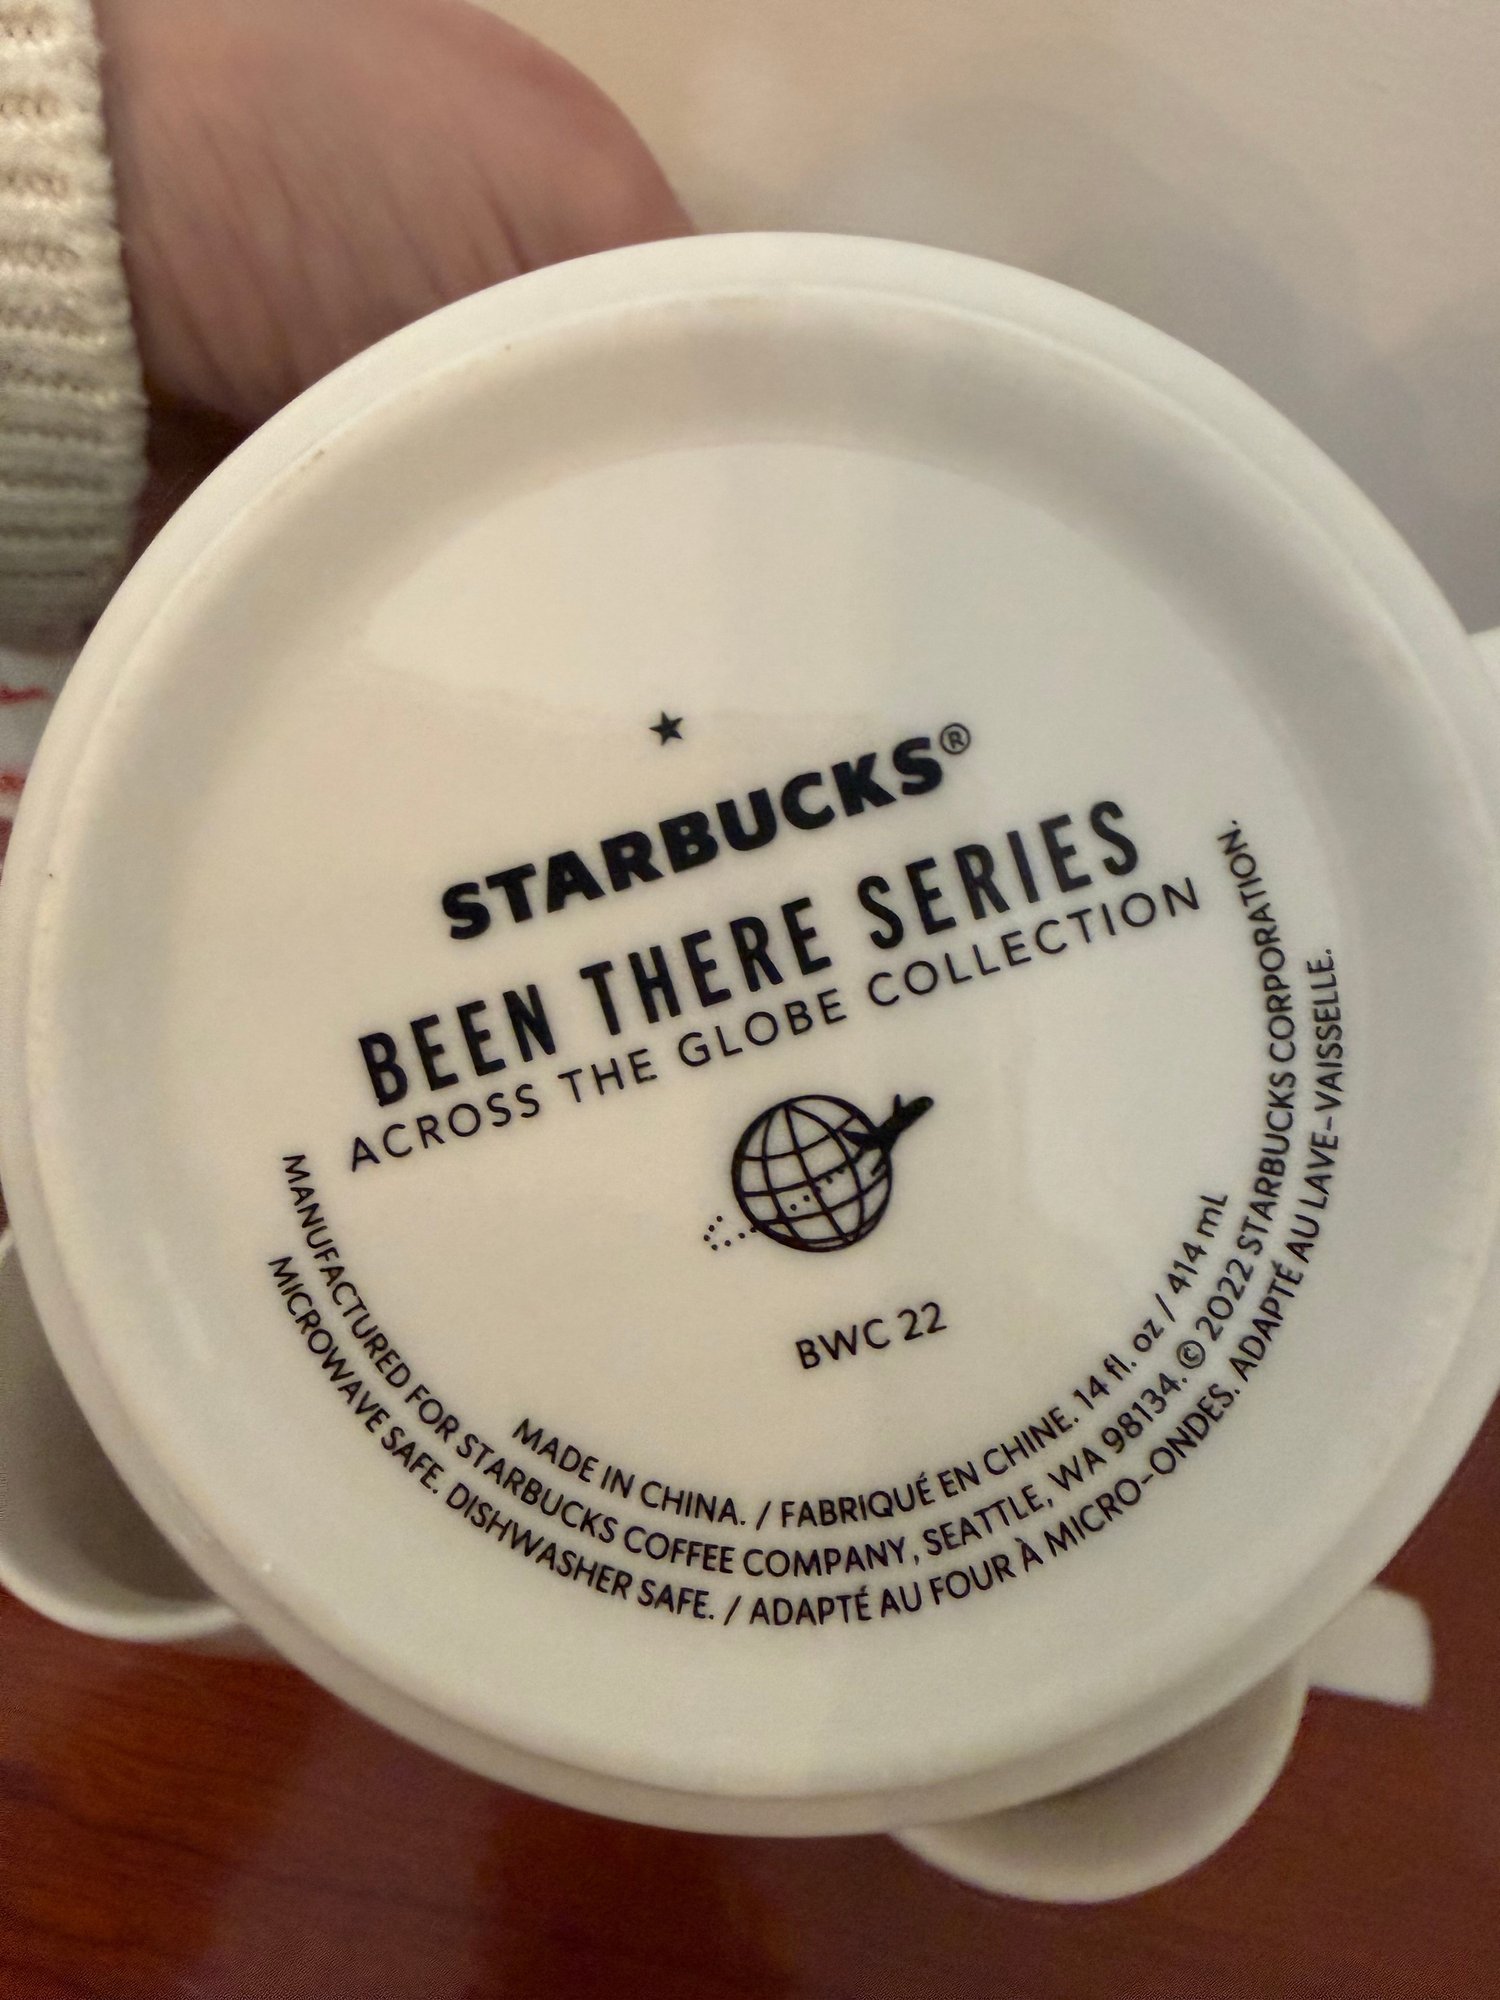 STARBUCKS®
BEEN THERE SERIES
ACROSS THE GLOBE COLLECTION
BWC 22
MADE IN CHINA. / FABRIQUÉ EN CHINE. 14 fl. oz / 414 mL
MANUFACTURED FOR STARBUCKS COFFEE COMPANY, SEATTLE, WA 98134. © 2022 STARBUCKS CORPORATION.
MICROWAVE SAFE. DISHWASHER SAFE. / ADAPTÉ AU FOUR À MICRO-ONDES. ADAPTÉ AU LAVE-VAISSELLE.